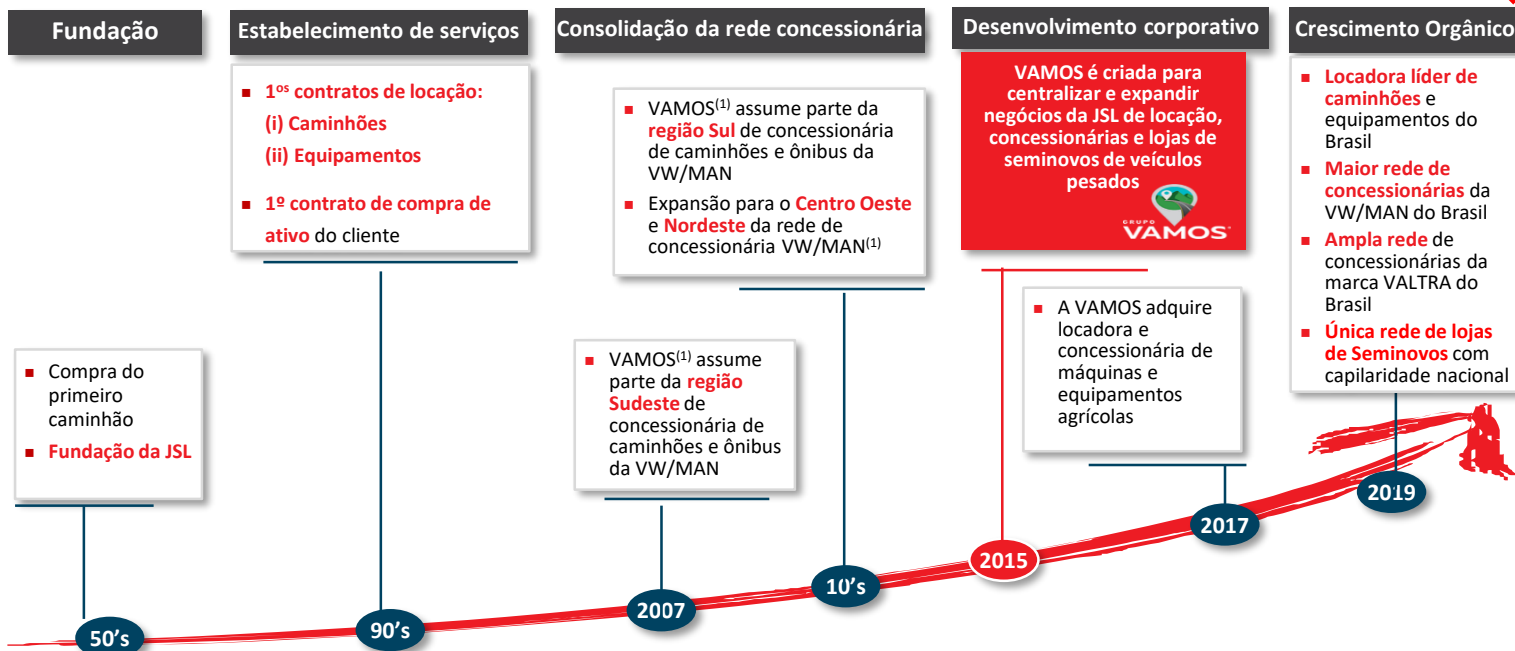 Fundação
Estabelecimento de serviços
Consolidação da rede concessionária
Desenvolvimento corporativo
Crescimento Orgânico
Compra do
primeiro
caminhão
Fundação da JSL
1ºs contratos de locação:
(i) Caminhões
(ii) Equipamentos
1º contrato de compra de
ativo do cliente
VAMOS(1) assume parte da
região Sul de concessionária
de caminhões e ônibus da
VW/MAN
Expansão para o Centro Oeste
e Nordeste da rede de
concessionária VW/MAN(1)
VAMOS(1) assume
parte da região
Sudeste de
concessionária de
caminhões e ônibus
da VW/MAN
VAMOS é criada para
centralizar e expandir
negócios da JSL de locação,
concessionárias e lojas de
seminovos de veículos
pesados
GRUPO
VAMOS
A VAMOS adquire
locadora e
concessionária de
máquinas e
equipamentos
agrícolas
Locadora líder de
caminhões e
equipamentos do
Brasil
Maior rede de
concessionárias da
VW/MAN do Brasil
Ampla rede de
concessionárias da
marca VALTRA do
Brasil
Única rede de lojas
de Seminovos com
capilaridade nacional
50's
90's
2007
10's
2015
2017
2019